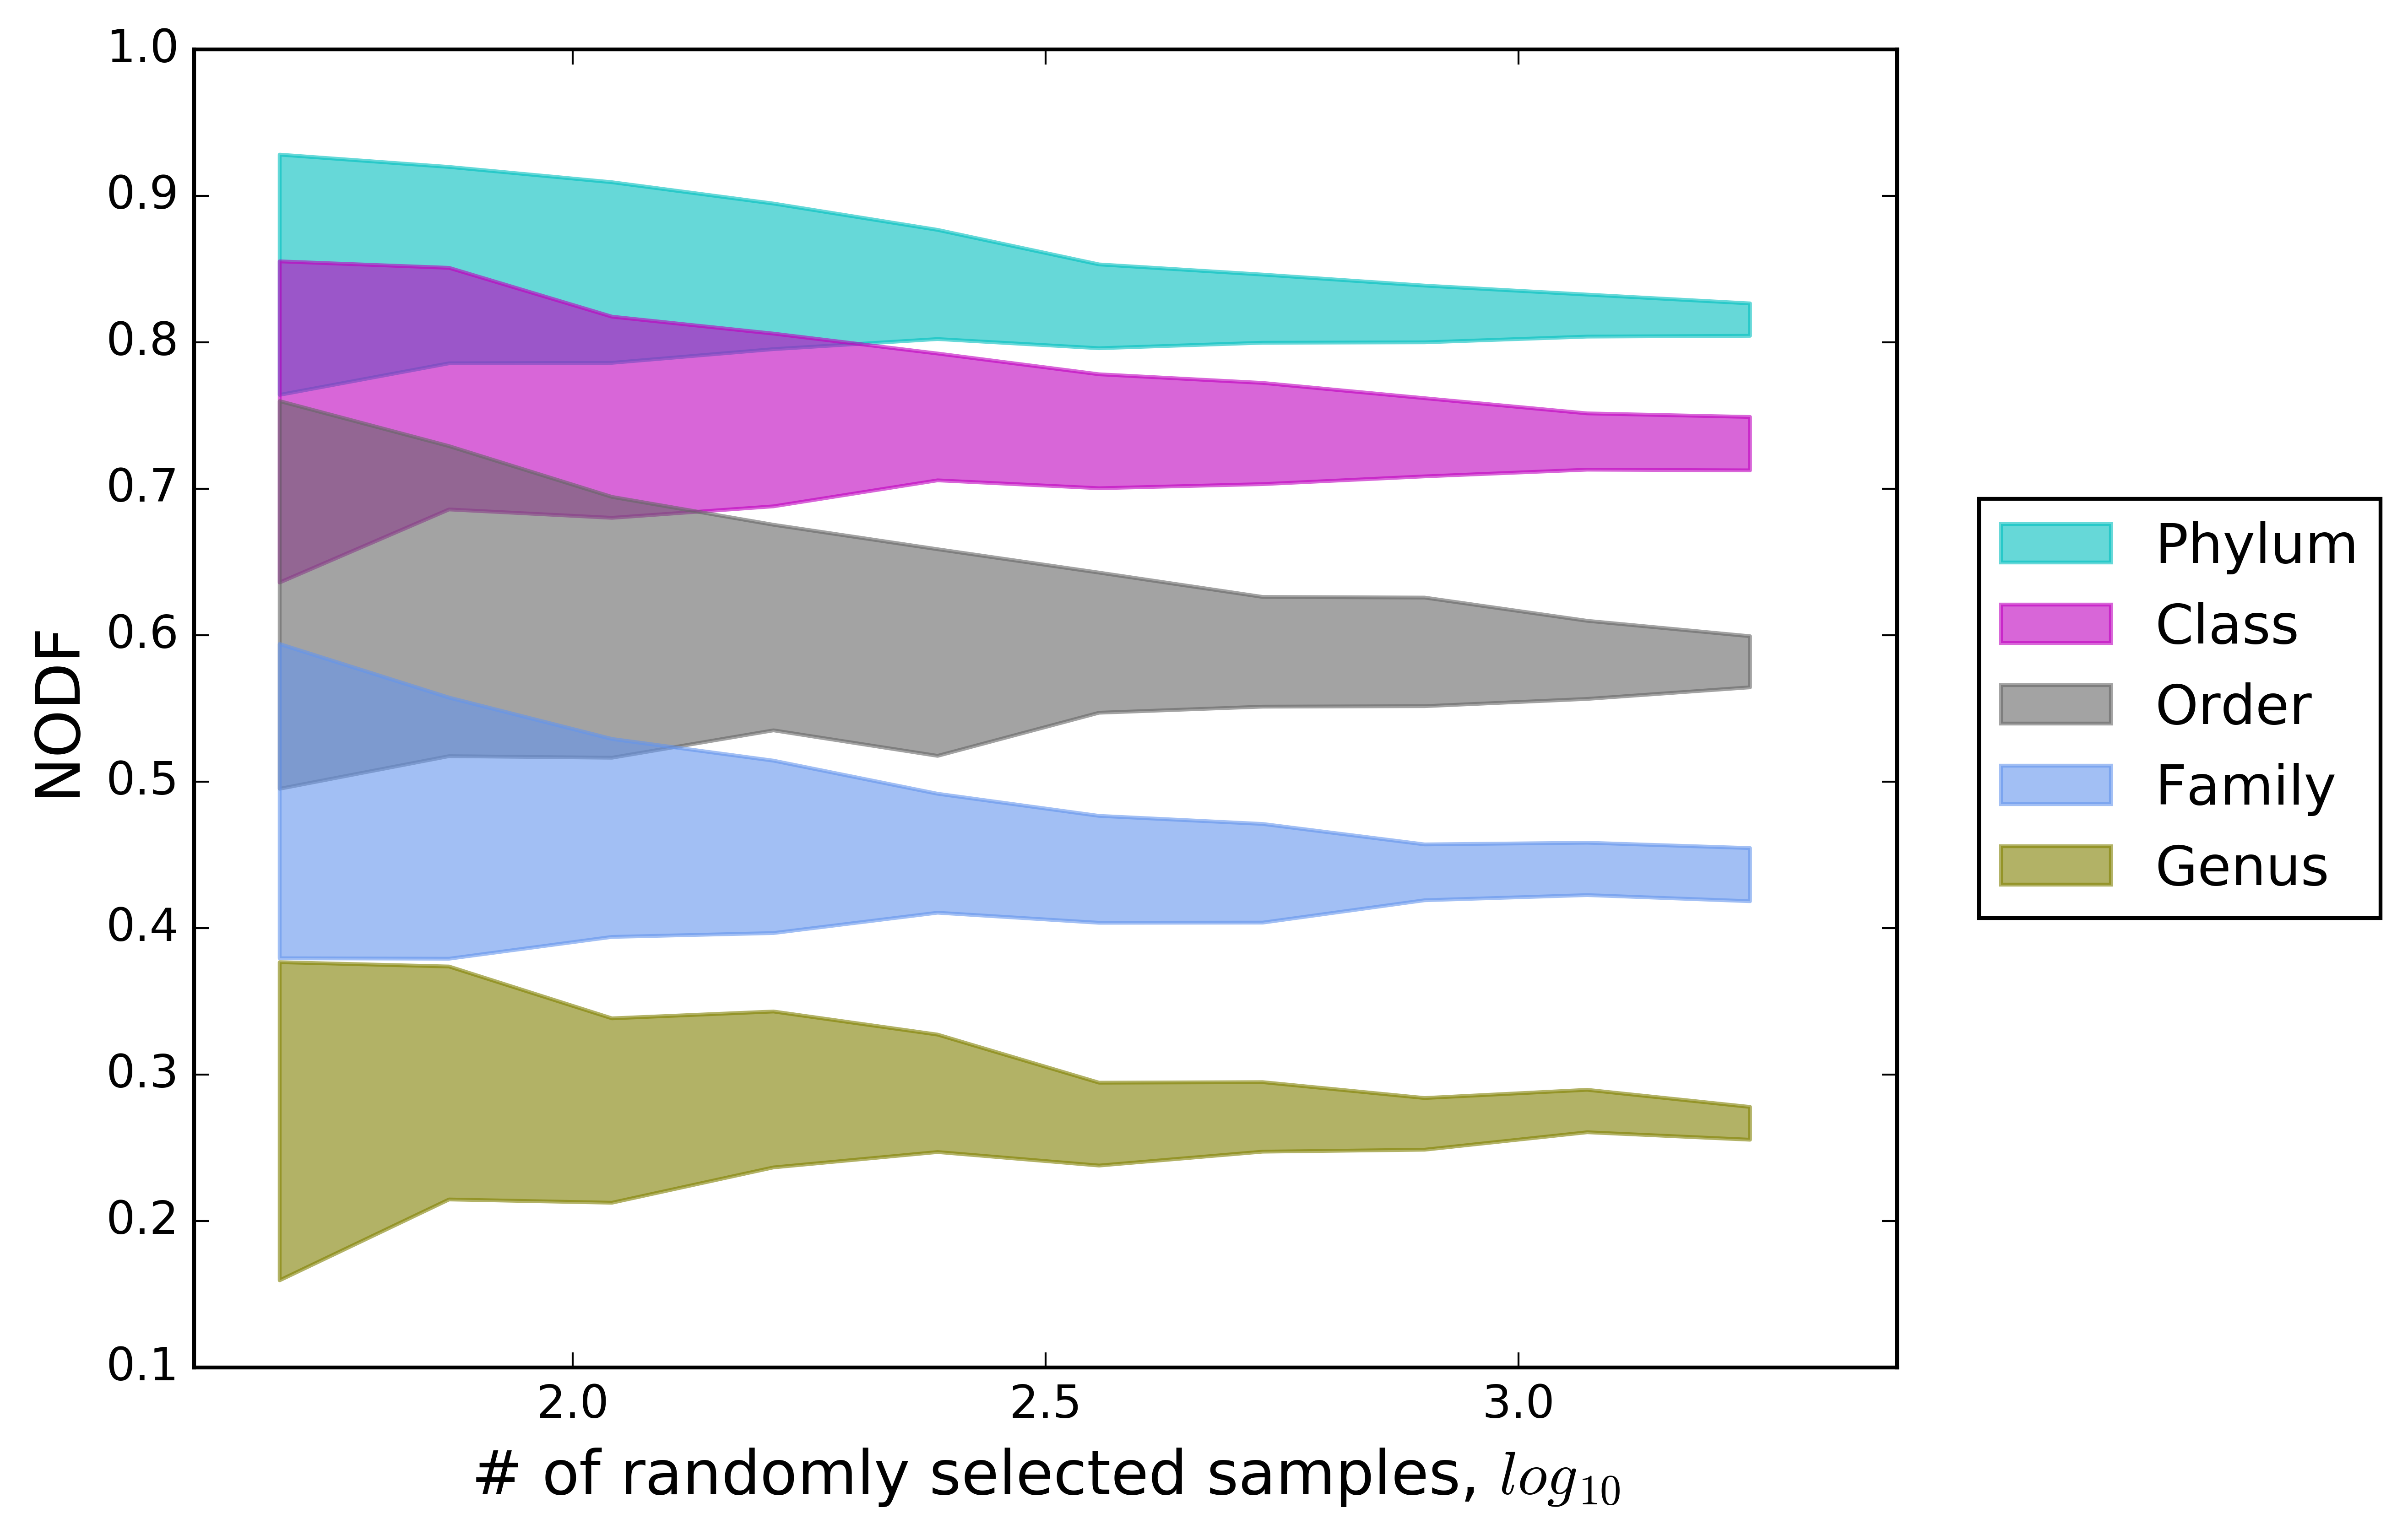 1.0
0.9
0.8
0.7
0.6
0.5
0.4
0.3
0.2
0.1
NODF
2.0 2.5 3.0
# of randomly selected samples, log₁₀
Phylum
Class
Order
Family
Genus